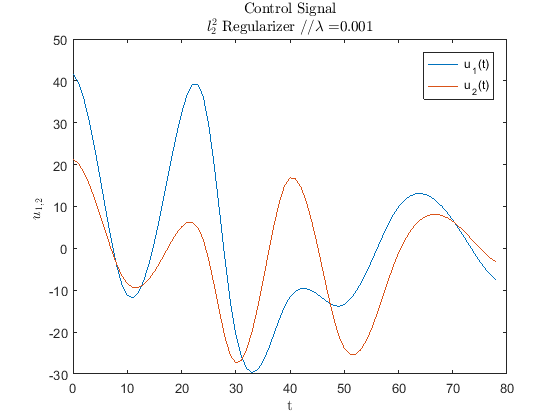 Control Signal
l₂² Regularizer //λ =0.001
50
40
30
20
10
0
-10
-20
-30
u₁,₂
u₁(t)
u₂(t)
0 10 20 30 40 50 60 70 80
t